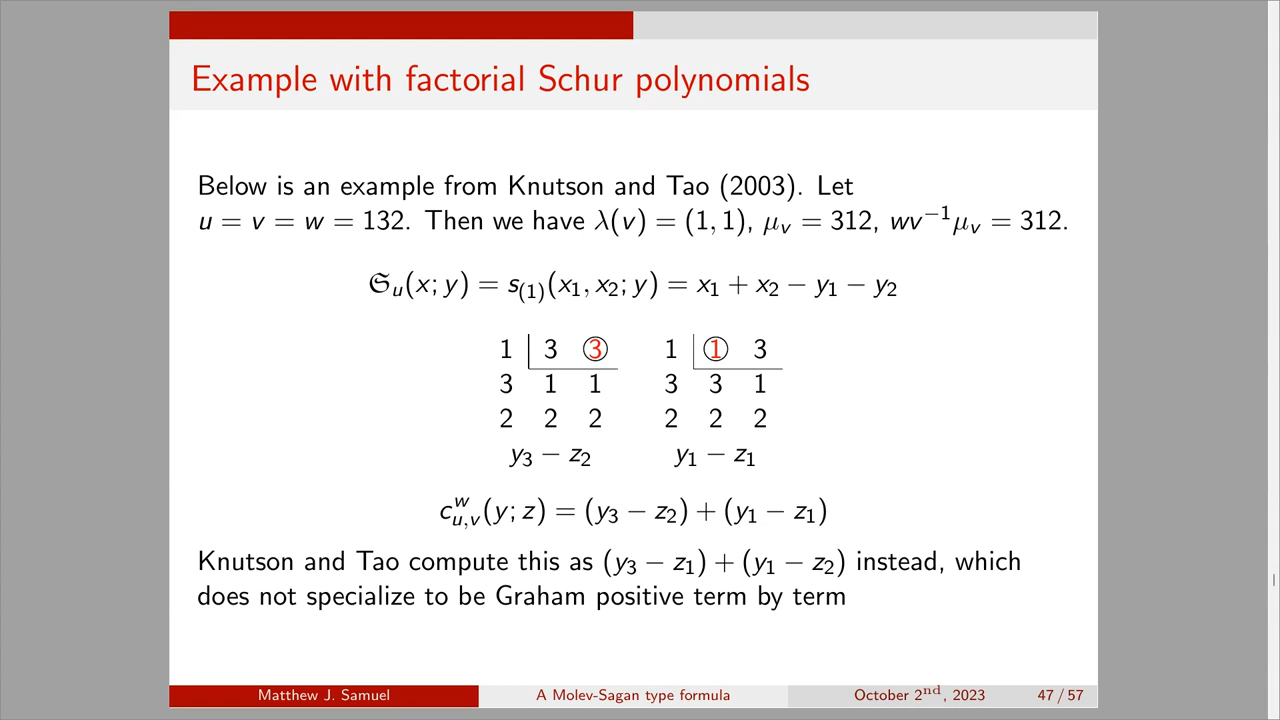 Example with factorial Schur polynomials
Below is an example from Knutson and Tao (2003). Let
u = v = w = 132. Then we have λ(v) = (1, 1), μ_v = 312, wv⁻¹μ_v = 312.
𝔖_u(x; y) = s_(1)(x₁, x₂; y) = x₁ + x₂ − y₁ − y₂
1 3 3 1 1 3
3 1 1 3 3 1
2 2 2 2 2 2
y₃ − z₂ y₁ − z₁
c^w_{u,v}(y; z) = (y₃ − z₂) + (y₁ − z₁)
Knutson and Tao compute this as (y₃ − z₁) + (y₁ − z₂) instead, which
does not specialize to be Graham positive term by term
Matthew J. Samuel A Molev-Sagan type formula October 2nd, 2023 47 / 57